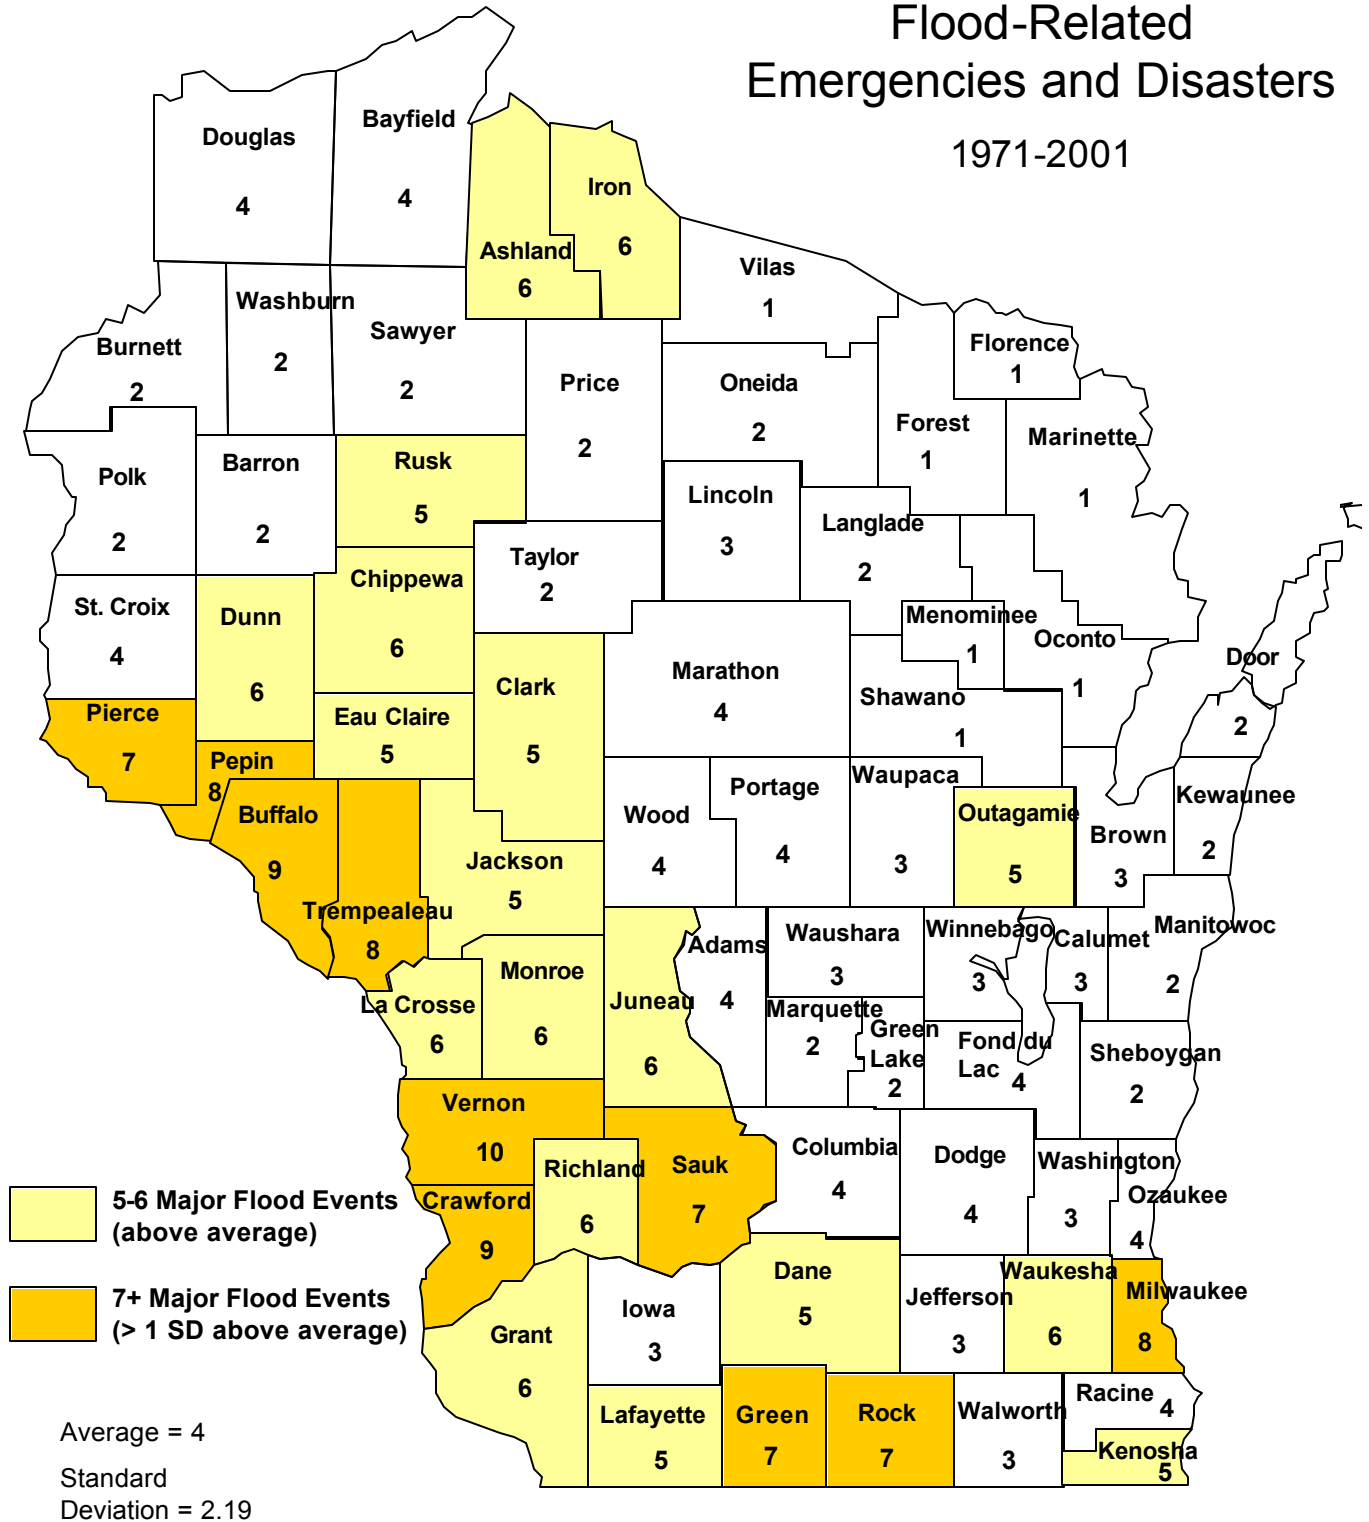 Flood-Related
Emergencies and Disasters
1971-2001
Douglas
4
Bayfield
4
Ashland
6
Iron
6
Vilas
1
Burnett
2
Washburn
2
Sawyer
2
Price
2
Oneida
2
Florence
1
Forest
1
Marinette
1
Polk
2
Barron
2
Rusk
5
Lincoln
3
Langlade
2
Taylor
2
Chippewa
6
St. Croix
4
Dunn
6
Menominee
1
Oconto
1
Door
2
Marathon
4
Shawano
1
Clark
5
Eau Claire
5
Pierce
7
Pepin
8
Buffalo
9
Trempealeau
8
Jackson
5
Wood
4
Portage
4
Waupaca
3
Outagamie
5
Brown
3
Kewaunee
2
La Crosse
6
Monroe
6
Juneau
6
Adams
4
Waushara
3
Winnebago
3
Calumet
3
Manitowoc
2
Marquette
2
Green
Lake
2
Fond du
Lac
4
Sheboygan
2
Vernon
10
Richland
6
Sauk
7
Columbia
4
Dodge
4
Washington
3
Ozaukee
4
Crawford
9
Grant
6
Iowa
3
Dane
5
Jefferson
3
Waukesha
6
Milwaukee
8
Lafayette
5
Green
7
Rock
7
Walworth
3
Racine
4
Kenosha
5
5-6 Major Flood Events
(above average)
7+ Major Flood Events
(> 1 SD above average)
Average = 4
Standard
Deviation = 2.19